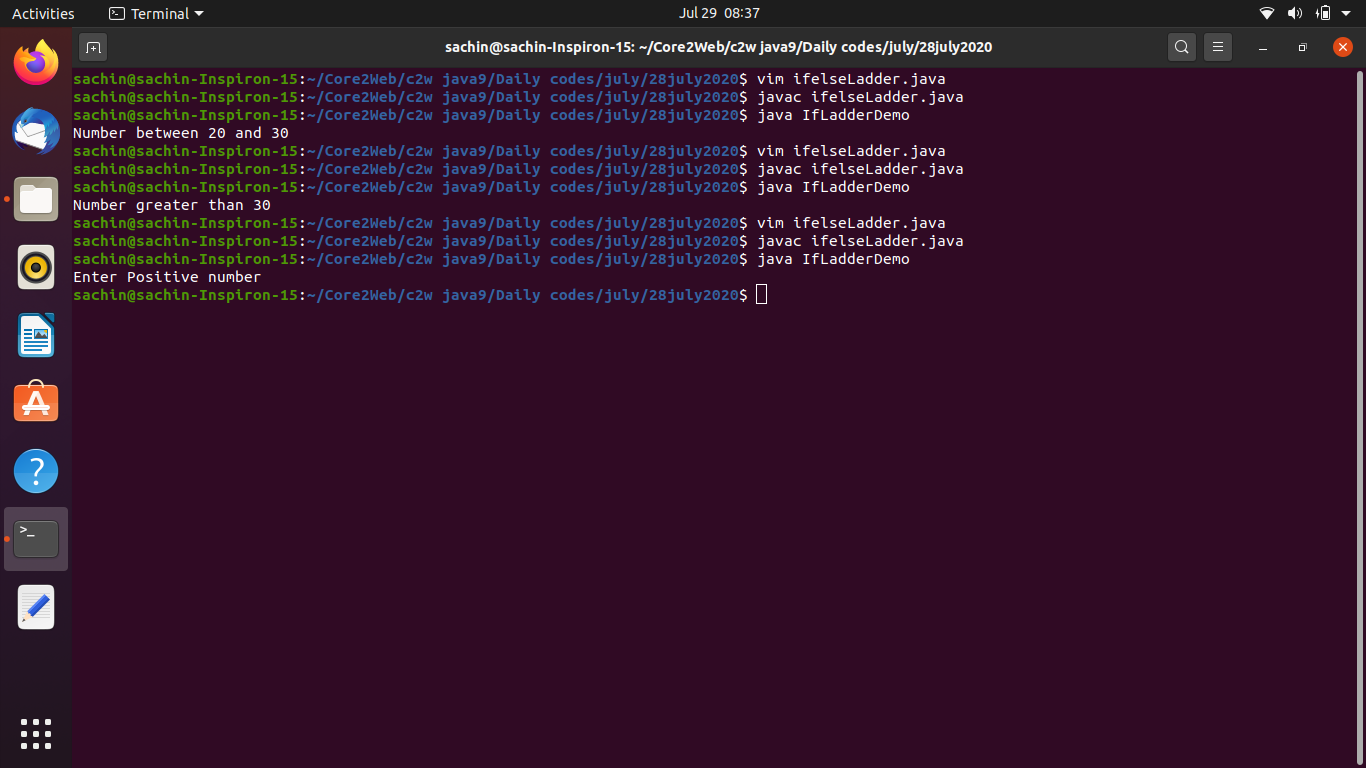 Activities
Terminal
Jul 29 08:37
sachin@sachin-Inspiron-15: ~/Core2Web/c2w java9/Daily codes/july/28july2020
sachin@sachin-Inspiron-15:~/Core2Web/c2w java9/Daily codes/july/28july2020$ vim ifelseLadder.java
sachin@sachin-Inspiron-15:~/Core2Web/c2w java9/Daily codes/july/28july2020$ javac ifelseLadder.java
sachin@sachin-Inspiron-15:~/Core2Web/c2w java9/Daily codes/july/28july2020$ java IfLadderDemo
Number between 20 and 30
sachin@sachin-Inspiron-15:~/Core2Web/c2w java9/Daily codes/july/28july2020$ vim ifelseLadder.java
sachin@sachin-Inspiron-15:~/Core2Web/c2w java9/Daily codes/july/28july2020$ javac ifelseLadder.java
sachin@sachin-Inspiron-15:~/Core2Web/c2w java9/Daily codes/july/28july2020$ java IfLadderDemo
Number greater than 30
sachin@sachin-Inspiron-15:~/Core2Web/c2w java9/Daily codes/july/28july2020$ vim ifelseLadder.java
sachin@sachin-Inspiron-15:~/Core2Web/c2w java9/Daily codes/july/28july2020$ javac ifelseLadder.java
sachin@sachin-Inspiron-15:~/Core2Web/c2w java9/Daily codes/july/28july2020$ java IfLadderDemo
Enter Positive number
sachin@sachin-Inspiron-15:~/Core2Web/c2w java9/Daily codes/july/28july2020$